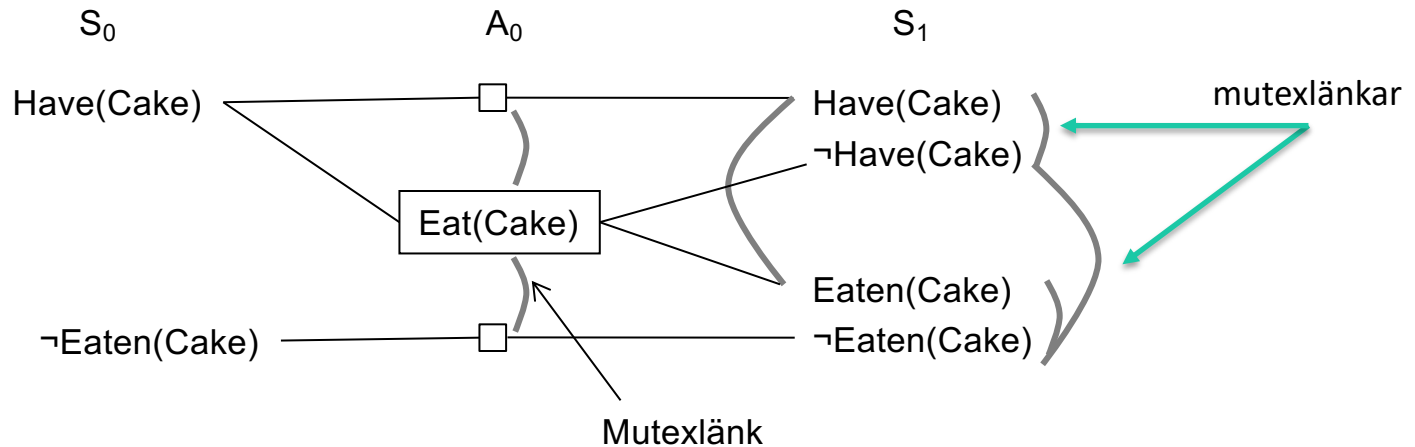 S₀ A₀ S₁
Have(Cake) Have(Cake) mutexlänkar
¬Have(Cake)
Eat(Cake)
Eaten(Cake)
¬Eaten(Cake) ¬Eaten(Cake)
Mutexlänk